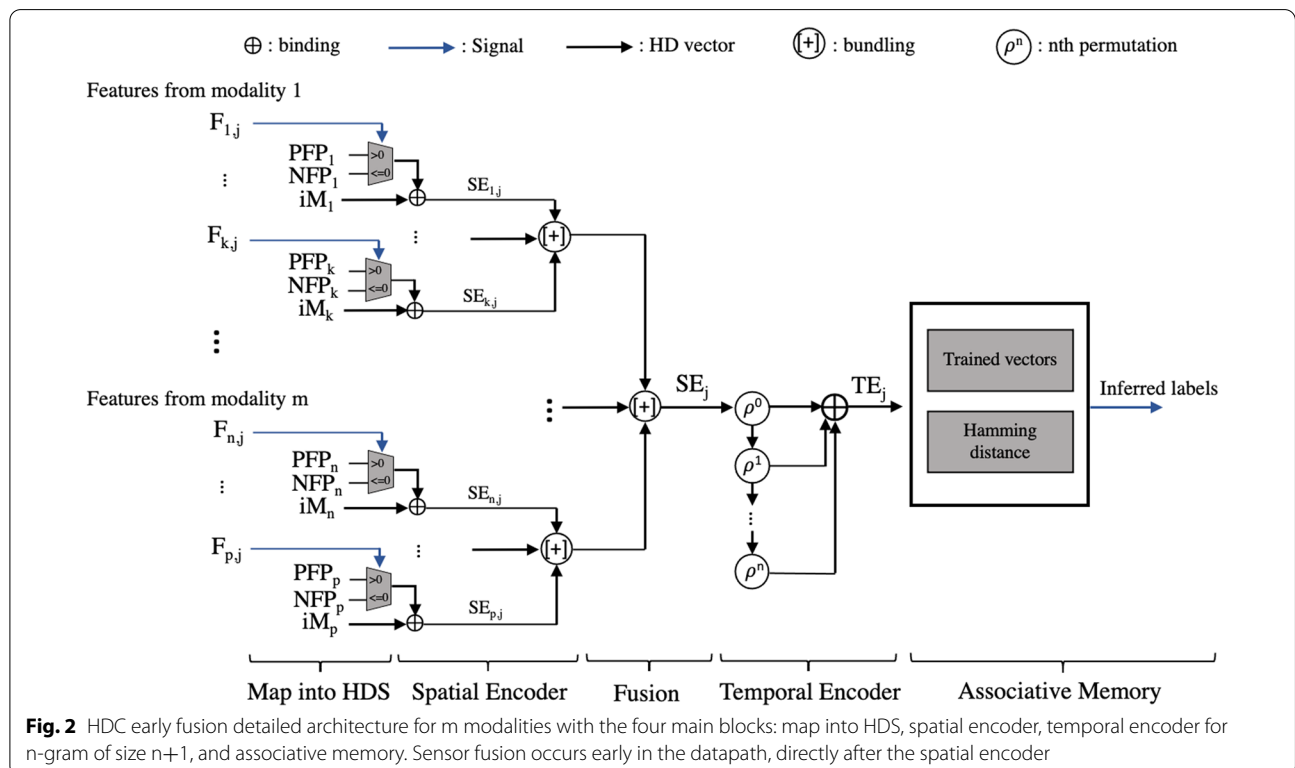 ⊕ : binding → : Signal → : HD vector [+] : bundling ρⁿ : nth permutation
Features from modality 1
F1,j
PFP1 >0
NFP1 <=0
iM1 ⊕ SE1,j
⋮
[+]
Fk,j
⋮
PFPk >0
NFPk <=0
iMk ⊕ SEk,j
⋮
Features from modality m
⋮ [+] SEj ρ⁰ ⊕ TEj
ρ¹
⋮
ρⁿ
Trained vectors
Hamming
distance
Inferred labels
Fn,j
PFPn >0
NFPn <=0
iMn ⊕ SEn,j
⋮
[+]
Fp,j
⋮
PFPp >0
NFPp <=0
iMp ⊕ SEp,j
Map into HDS Spatial Encoder Fusion Temporal Encoder Associative Memory
Fig. 2 HDC early fusion detailed architecture for m modalities with the four main blocks: map into HDS, spatial encoder, temporal encoder for
n-gram of size n+1, and associative memory. Sensor fusion occurs early in the datapath, directly after the spatial encoder